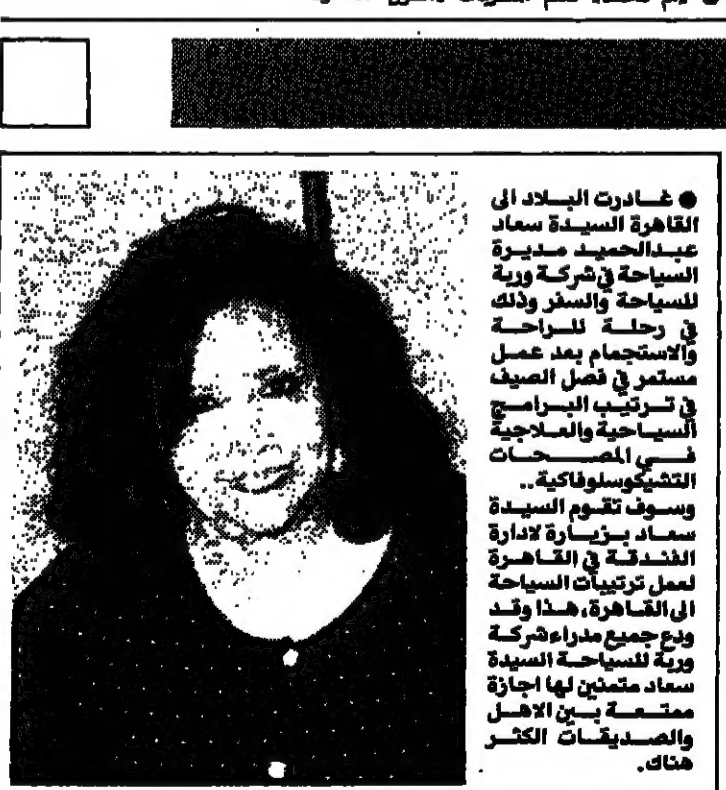 ● غادرت البلاد الى
القاهرة السيدة سعاد
عبدالحميد مديرة
السياحة في شركة وربة
للسياحة والسفر وذلك
في رحلة للراحة
والاستجمام بعد عمل
مستمر في فصل الصيف
في ترتيب البرامج
السياحية والعلاجية
في المصحات
التشيكوسلوفاكية..
وسوف تقوم السيدة
سعاد بزيارة لادارة
الفندقة في القاهرة
لعمل ترتيبات السياحة
الى القاهرة، هذا وقد
ودع جميع مدراء شركة
وربة للسياحة السيدة
سعاد متمنين لها اجازة
ممتعة بين الاهل
والصديقات الكثر
هناك.